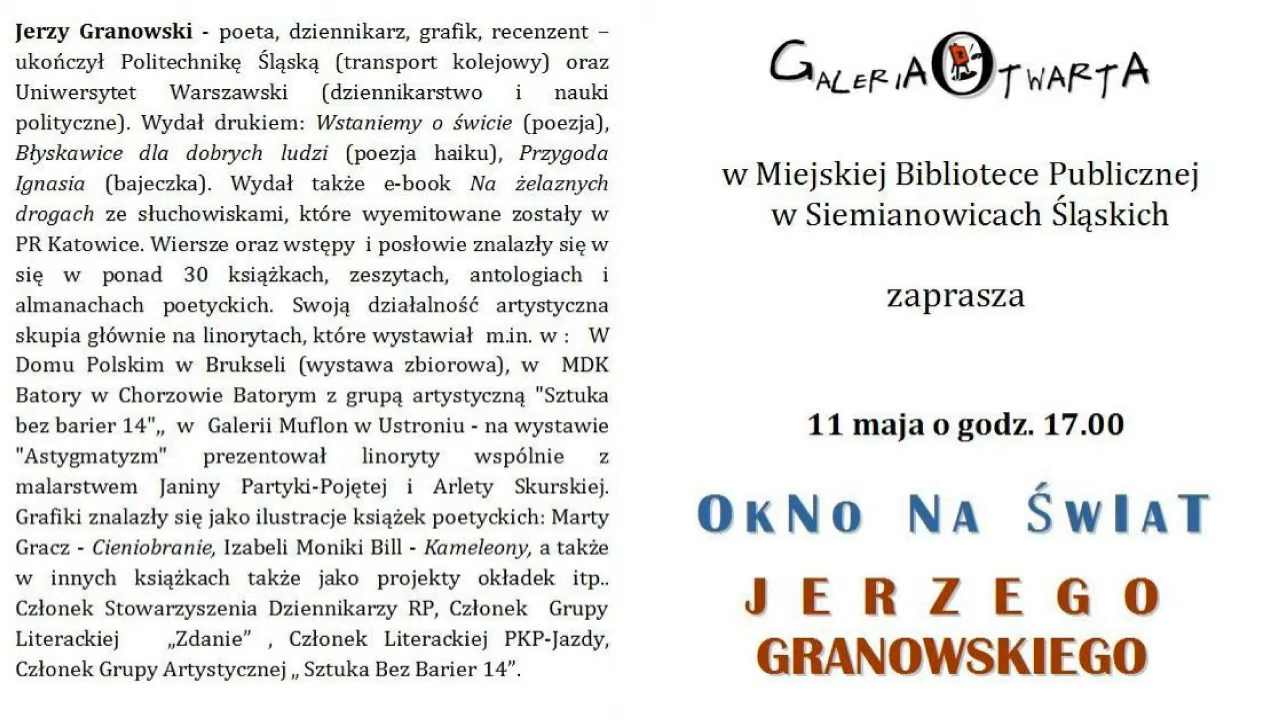 Jerzy Granowski - poeta, dziennikarz, grafik, recenzent –
ukończył Politechnikę Śląską (transport kolejowy) oraz
Uniwersytet Warszawski (dziennikarstwo i nauki
polityczne). Wydał drukiem: Wstaniemy o świcie (poezja),
Błyskawice dla dobrych ludzi (poezja haiku), Przygoda
Ignasia (bajeczka). Wydał także e-book Na żelaznych
drogach ze słuchowiskami, które wyemitowane zostały w
PR Katowice. Wiersze oraz wstępy i posłowie znalazły się w
się w ponad 30 książkach, zeszytach, antologiach i
almanachach poetyckich. Swoją działalność artystyczna
skupia głównie na linorytach, które wystawiał m.in. w : W
Domu Polskim w Brukseli (wystawa zbiorowa), w MDK
Batory w Chorzowie Batorym z grupą artystyczną "Sztuka
bez barier 14",, w Galerii Muflon w Ustroniu - na wystawie
"Astygmatyzm" prezentował linoryty wspólnie z
malarstwem Janiny Partyki-Pojętej i Arlety Skurskiej.
Grafiki znalazły się jako ilustracje książek poetyckich: Marty
Gracz - Cieniobranie, Izabeli Moniki Bill - Kameleony, a także
w innych książkach także jako projekty okładek itp..
Członek Stowarzyszenia Dziennikarzy RP, Członek Grupy
Literackiej „Zdanie” , Członek Literackiej PKP-Jazdy,
Członek Grupy Artystycznej „ Sztuka Bez Barier 14”.
GALERIA OTWARTA
w Miejskiej Bibliotece Publicznej
w Siemianowicach Śląskich
zaprasza
11 maja o godz. 17.00
OKNO NA ŚWIAT
JERZEGO
GRANOWSKIEGO